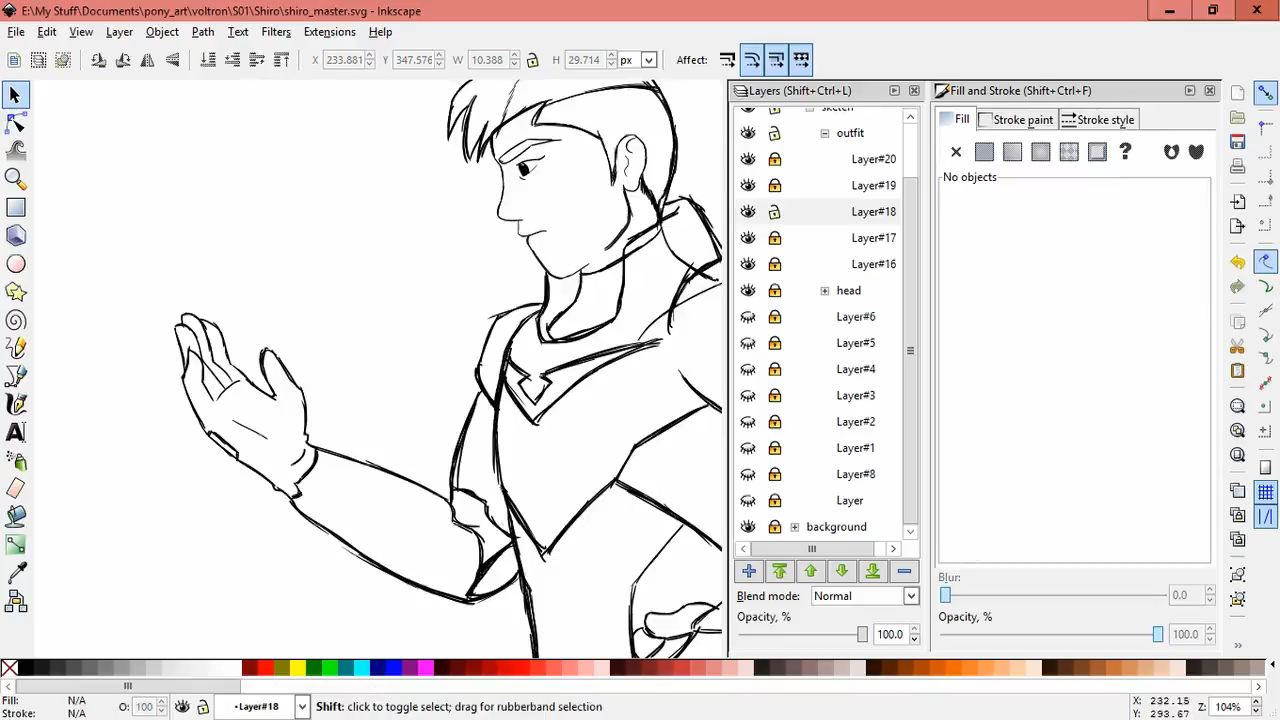 E:\My Stuff\Documents\pony_art\voltron\S01\Shiro\shiro_master.svg - Inkscape
File Edit View Layer Object Path Text Filters Extensions Help
X 233.881 Y 347.576 W 10.388 H 29.714 px Affect:
Layers (Shift+Ctrl+L) Fill and Stroke (Shift+Ctrl+F)
sketch
Fill Stroke paint Stroke style
outfit
Layer#20
Layer#19
Layer#18
Layer#17
Layer#16
head
Layer#6
Layer#5
Layer#4
Layer#3
Layer#2
Layer#1
Layer#8
Layer
background
No objects
Blend mode: Normal
Opacity, %
100.0
Blur:
0.0
Opacity, %
100.0
Fill: N/A
Stroke: N/A
O: 100
•Layer#18
Shift: click to toggle select; drag for rubberband selection
X: 232.15
Y: 293.67
Z: 104%